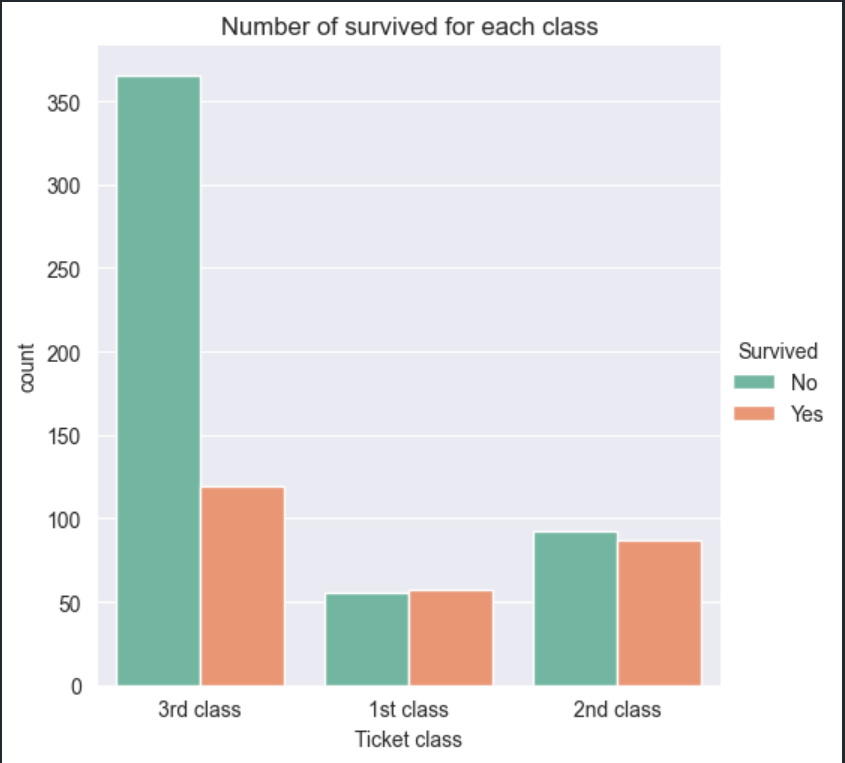 Number of survived for each class
350
300
250
200
150
100
50
0
count
3rd class
1st class
2nd class
Ticket class
Survived
No
Yes